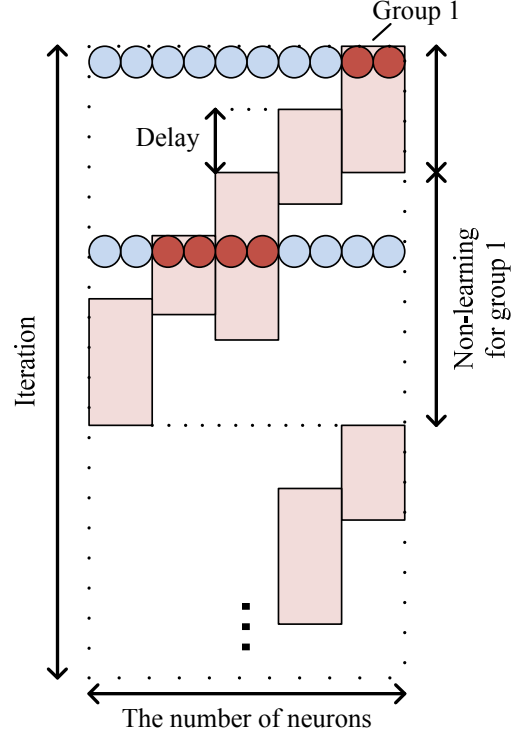 Group 1
Delay
Iteration
Non-learning
for group 1
The number of neurons